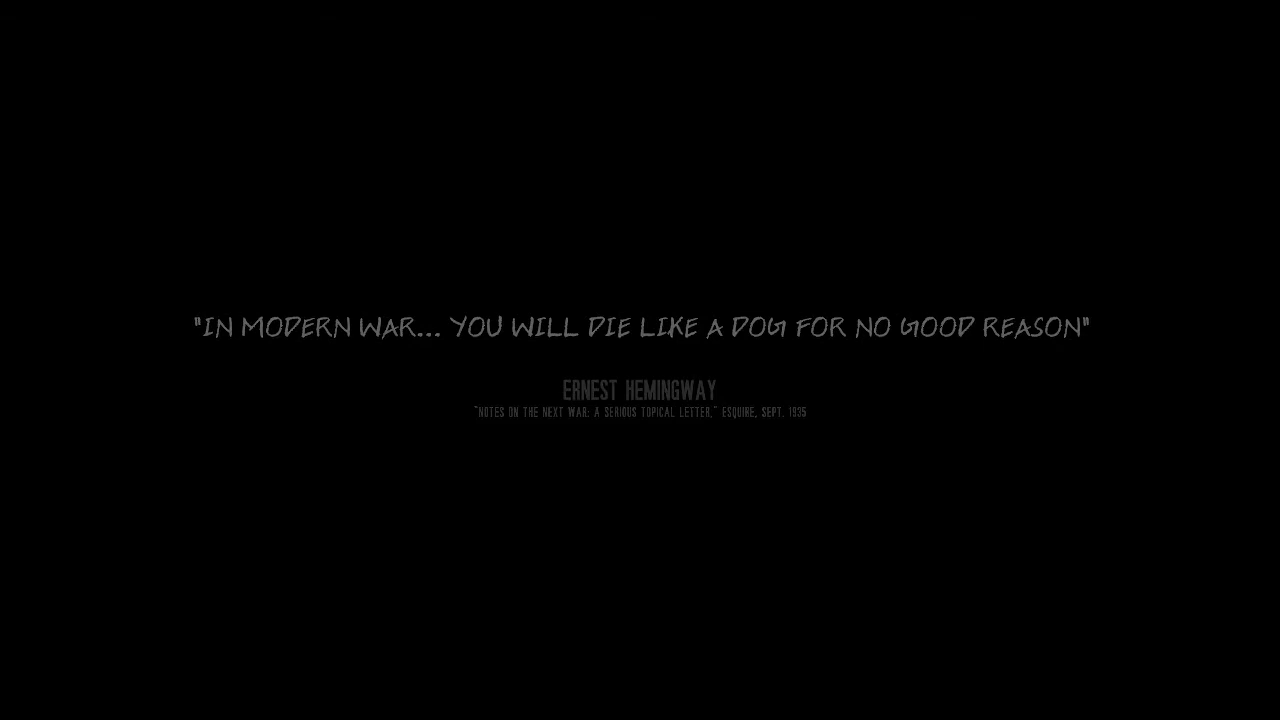 "IN MODERN WAR... YOU WILL DIE LIKE A DOG FOR NO GOOD REASON"
ERNEST HEMINGWAY
"NOTES ON THE NEXT WAR: A SERIOUS TOPICAL LETTER," ESQUIRE, SEPT. 1935